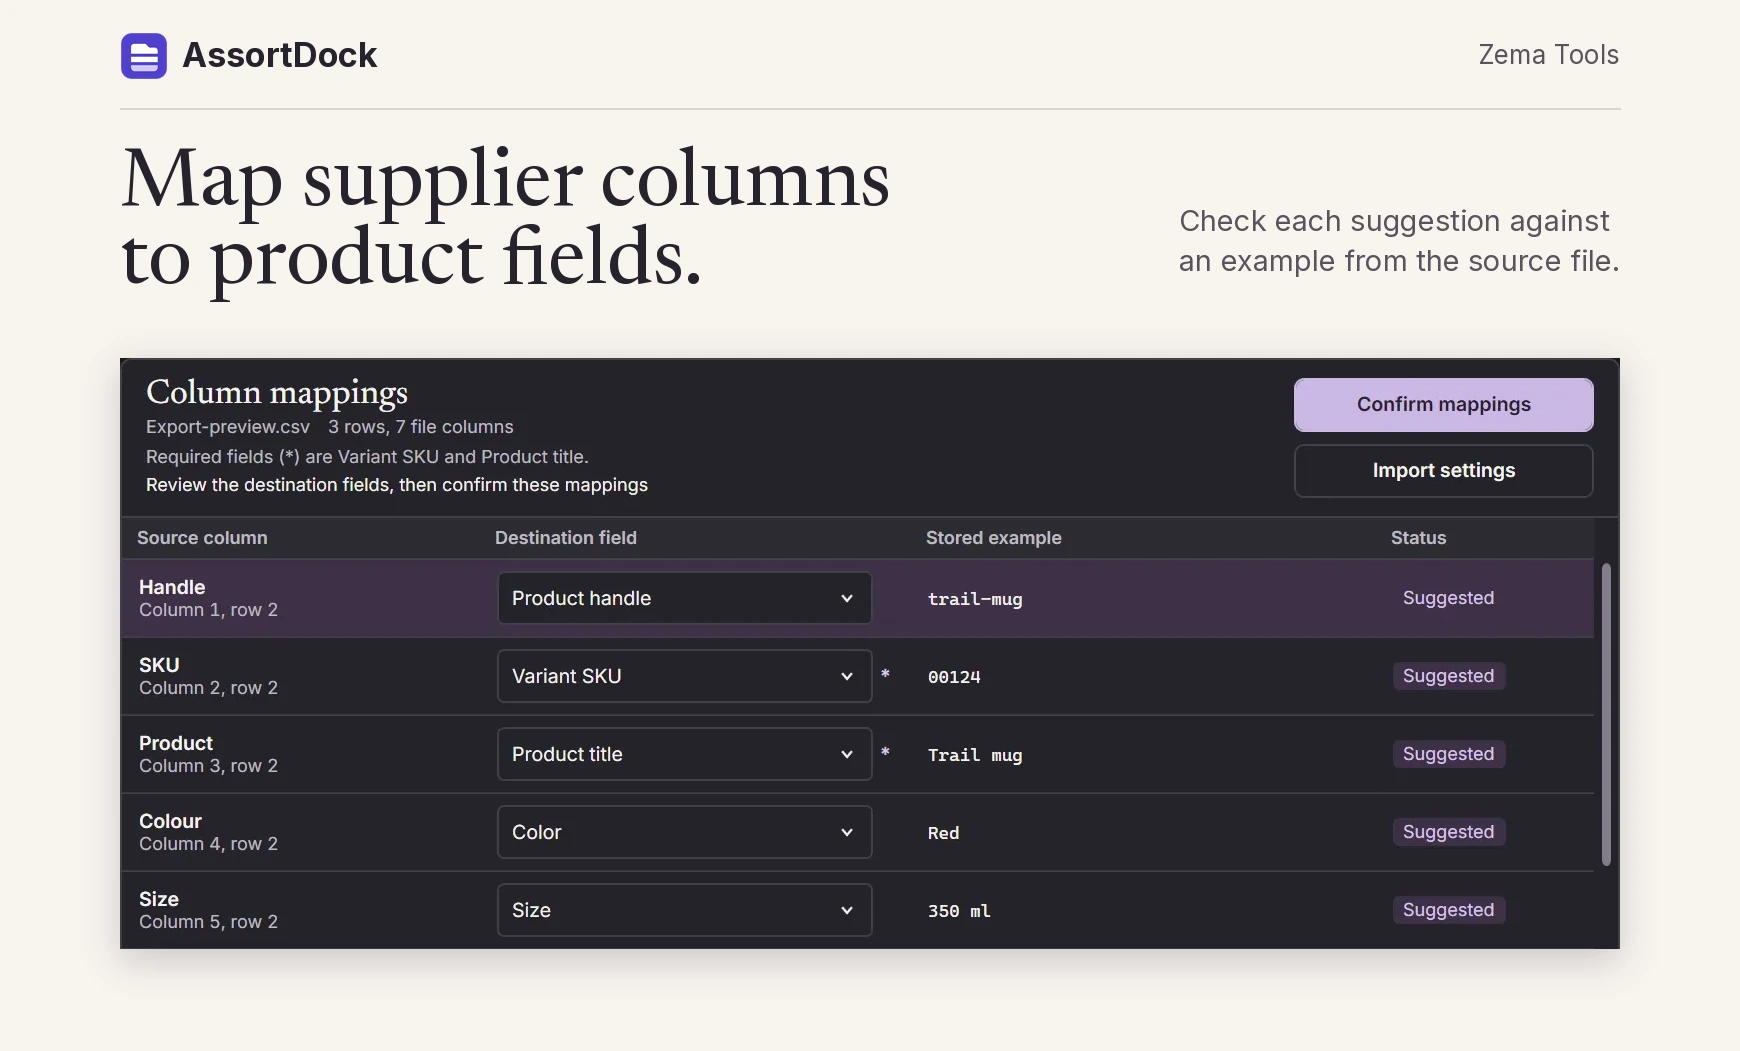 AssortDock
Zema Tools
Map supplier columns
to product fields.
Check each suggestion against
an example from the source file.
Column mappings
Export-preview.csv 3 rows, 7 file columns
Required fields (*) are Variant SKU and Product title.
Review the destination fields, then confirm these mappings
Confirm mappings
Import settings
Source column Destination field Stored example Status
Handle
Column 1, row 2
Product handle
trail-mug
Suggested
SKU
Column 2, row 2
Variant SKU *
00124
Suggested
Product
Column 3, row 2
Product title *
Trail mug
Suggested
Colour
Column 4, row 2
Color
Red
Suggested
Size
Column 5, row 2
Size
350 ml
Suggested